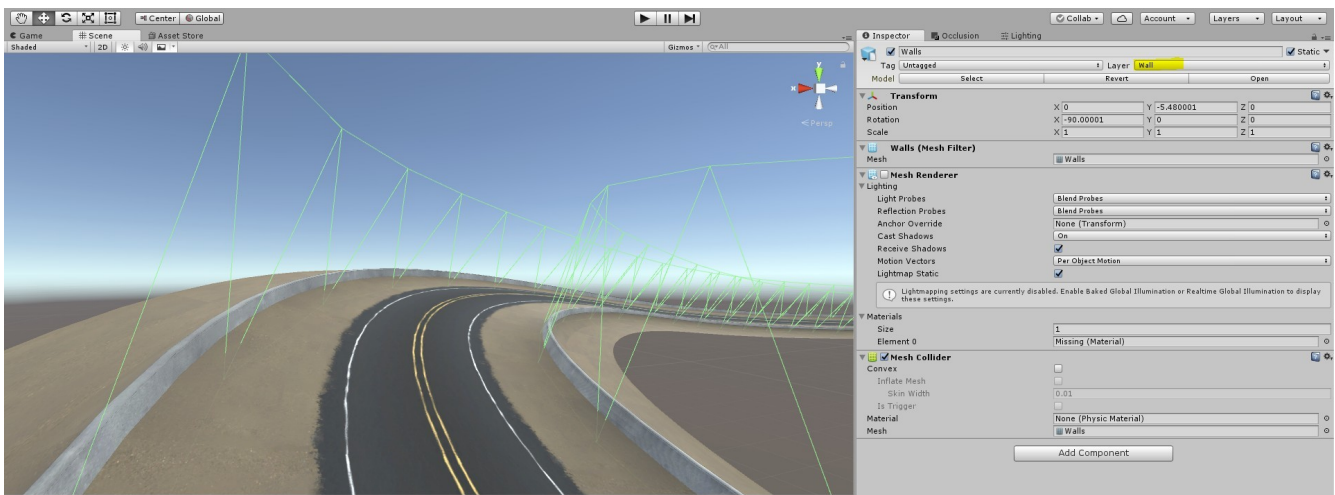 Center Global Collab Account Layers Layout
Game Scene Asset Store
Shaded 2D Gizmos All
y
x
Persp
Inspector Occlusion Lighting
Walls Static
Tag Untagged Layer Wall
Model Select Revert Open
Transform
Position X 0 Y -5.480001 Z 0
Rotation X -90.00001 Y 0 Z 0
Scale X 1 Y 1 Z 1
Walls (Mesh Filter)
Mesh Walls
Mesh Renderer
Lighting
Light Probes Blend Probes
Reflection Probes Blend Probes
Anchor Override None (Transform)
Cast Shadows On
Receive Shadows
Motion Vectors Per Object Motion
Lightmap Static
Lightmapping settings are currently disabled. Enable Baked Global Illumination or Realtime Global Illumination to display
these settings.
Materials
Size 1
Element 0 Missing (Material)
Mesh Collider
Convex
Inflate Mesh
Skin Width 0.01
Is Trigger
Material None (Physic Material)
Mesh Walls
Add Component